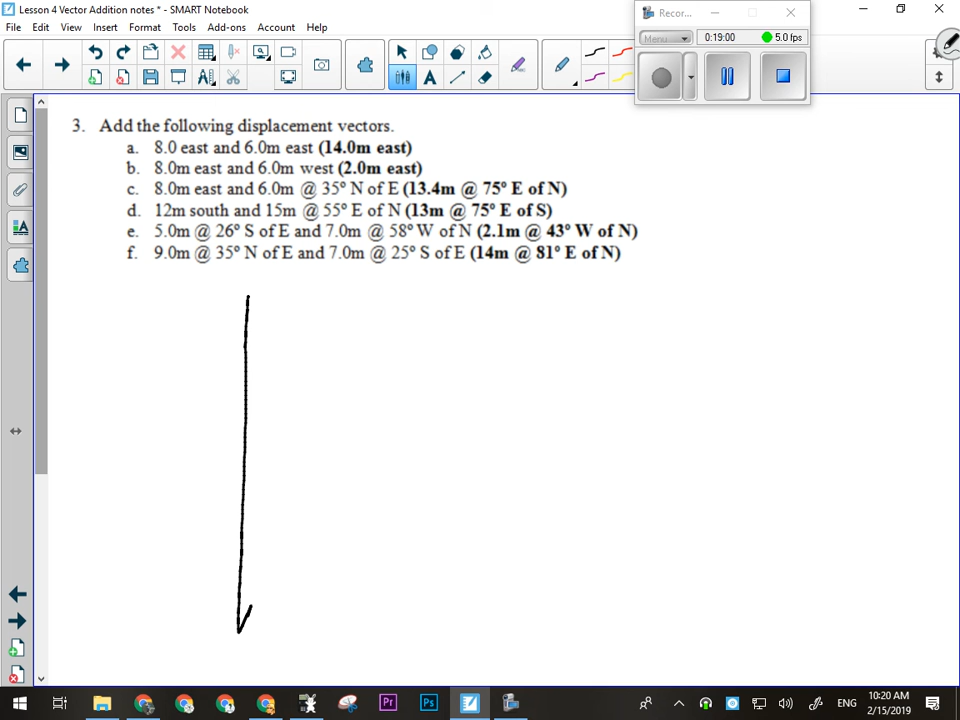 Lesson 4 Vector Addition notes * - SMART Notebook
Recor...
File Edit View Insert Format Tools Add-ons Account Help
Menu 0:19:00 5.0 fps
3. Add the following displacement vectors.
a. 8.0 east and 6.0m east (14.0m east)
b. 8.0m east and 6.0m west (2.0m east)
c. 8.0m east and 6.0m @ 35° N of E (13.4m @ 75° E of N)
d. 12m south and 15m @ 55° E of N (13m @ 75° E of S)
e. 5.0m @ 26° S of E and 7.0m @ 58° W of N (2.1m @ 43° W of N)
f. 9.0m @ 35° N of E and 7.0m @ 25° S of E (14m @ 81° E of N)
Pr Ps ENG 10:20 AM
2/15/2019